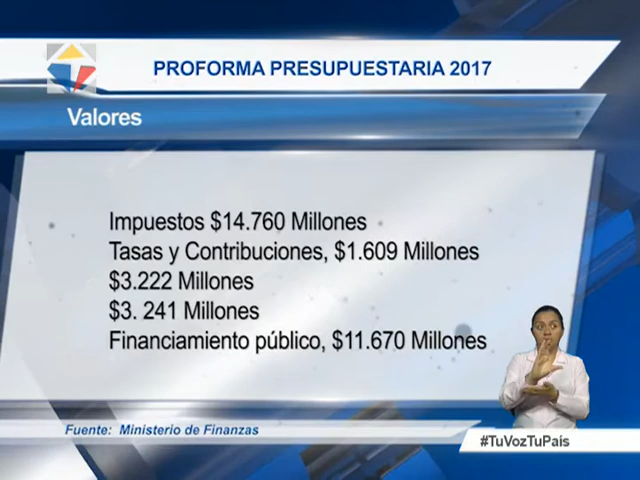 PROFORMA PRESUPUESTARIA 2017
Valores
Impuestos $14.760 Millones
Tasas y Contribuciones, $1.609 Millones
$3.222 Millones
$3. 241 Millones
Financiamiento público, $11.670 Millones
Fuente: Ministerio de Finanzas
#TuVozTuPaís